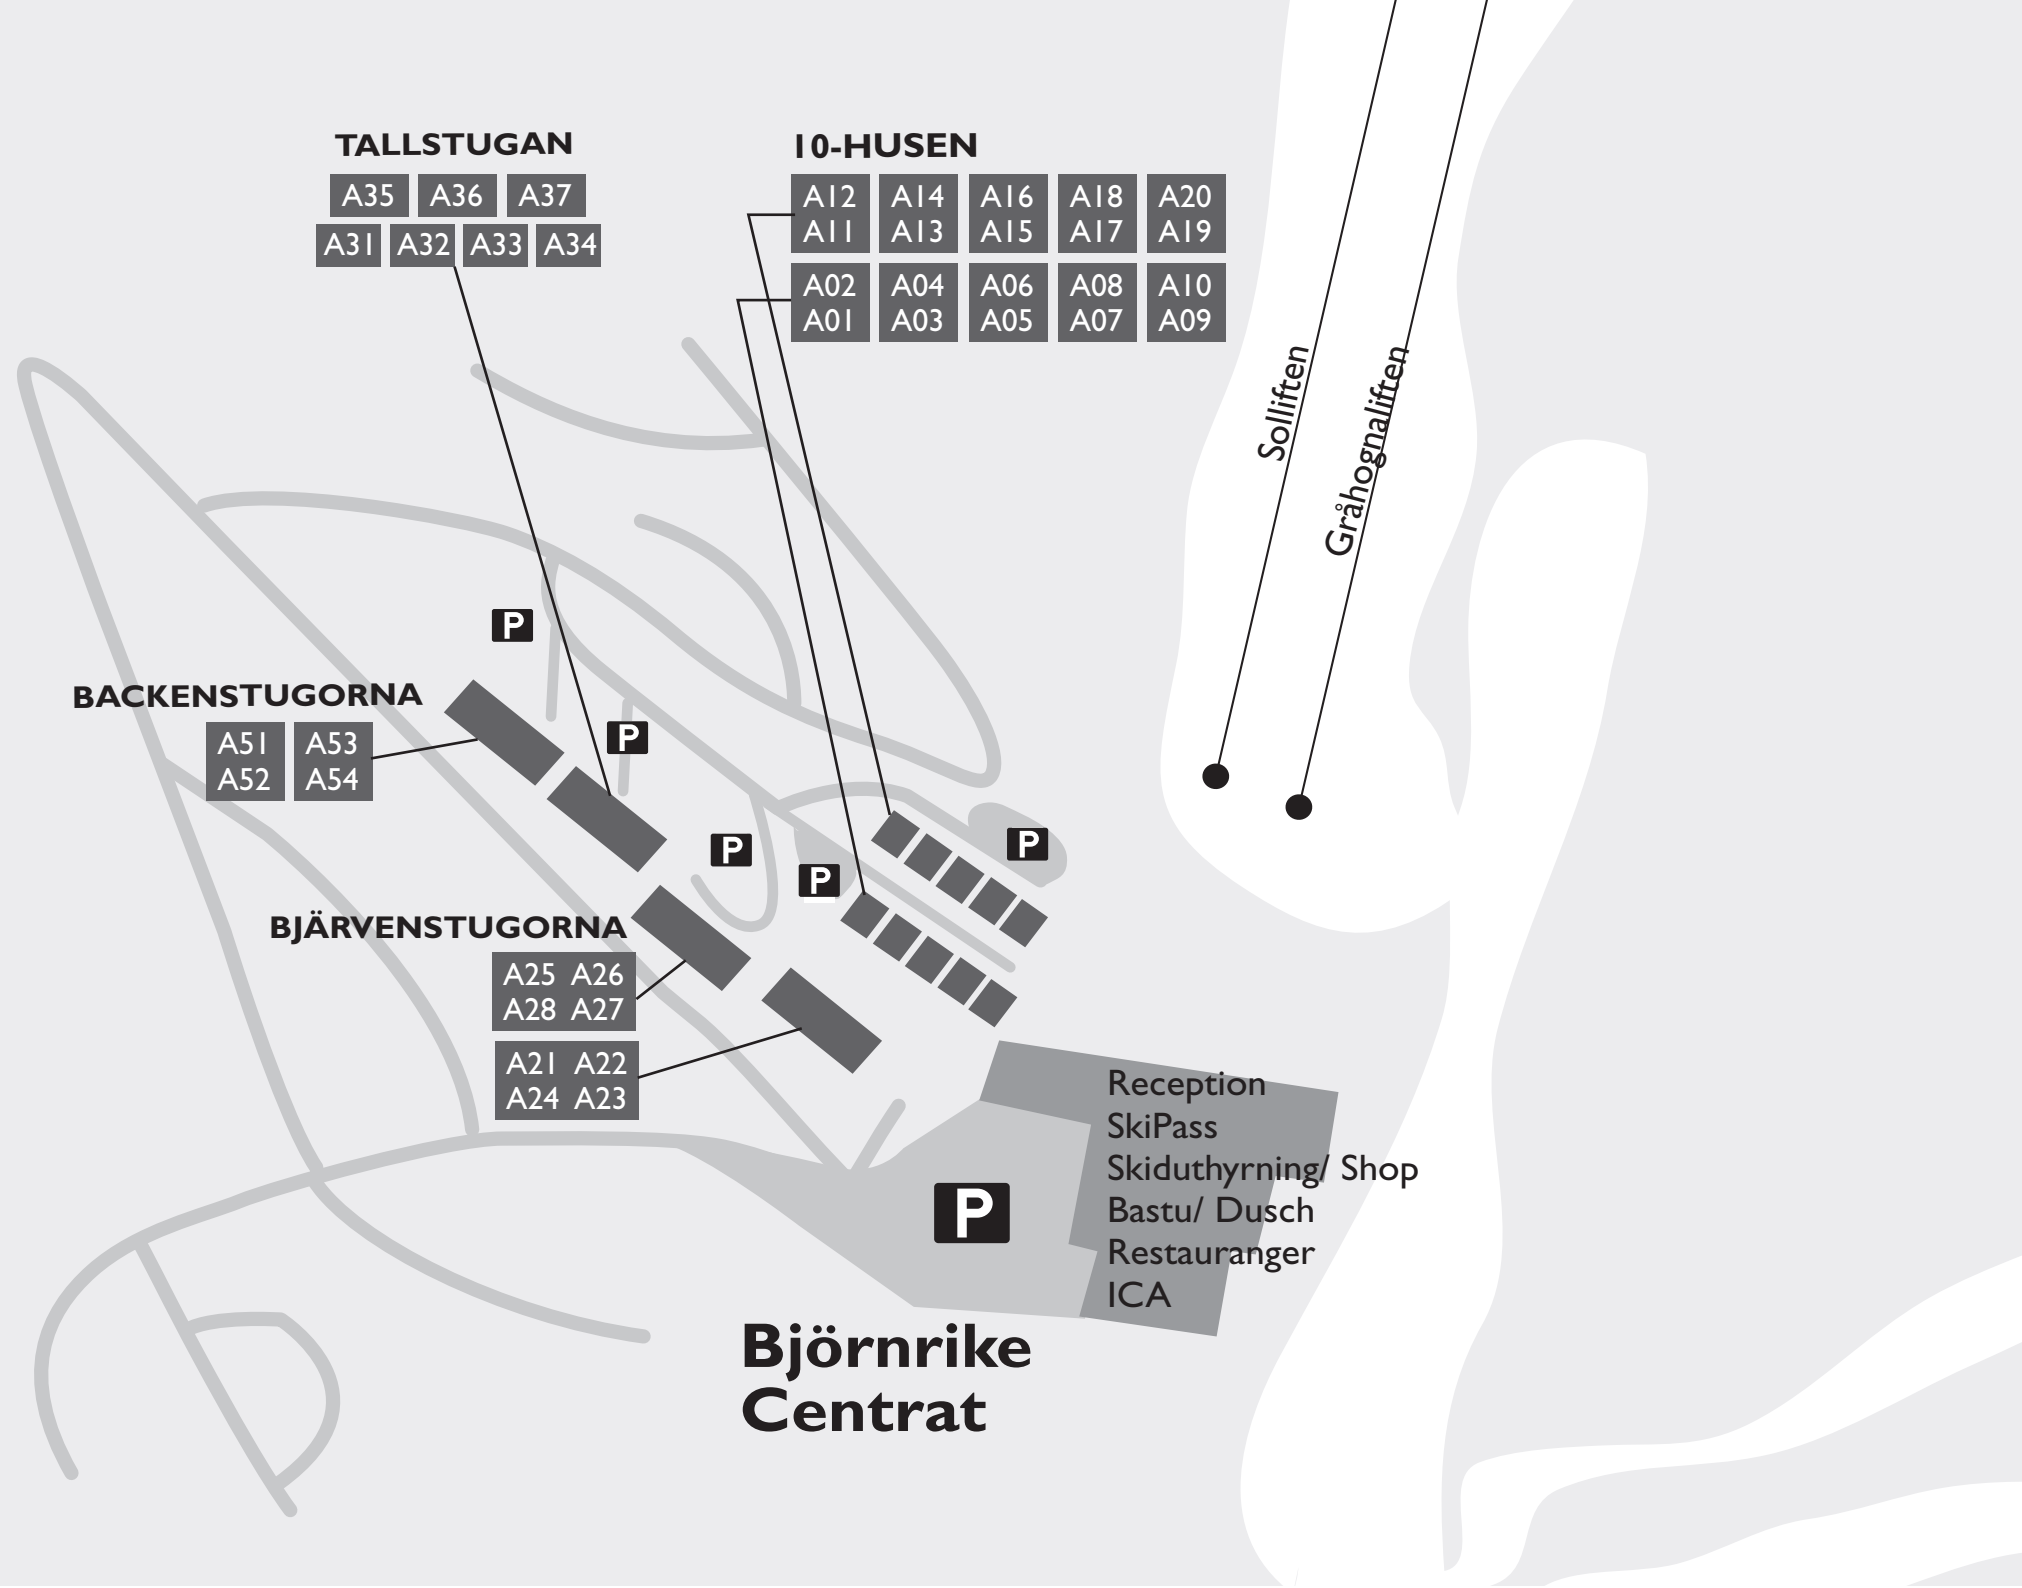 TALLSTUGAN
A35 A36 A37
A31 A32 A33 A34
10-HUSEN
A12 A14 A16 A18 A20
A11 A13 A15 A17 A19
A02 A04 A06 A08 A10
A01 A03 A05 A07 A09
Solliften
Gråhognaliften
P
BACKENSTUGORNA
A51 A53
A52 A54
P
P
P
P
BJÄRVENSTUGORNA
A25 A26
A28 A27
A21 A22
A24 A23
Reception
SkiPass
Skiduthyrning/ Shop
Bastu/ Dusch
Restauranger
ICA
P
Björnrike
Centrat